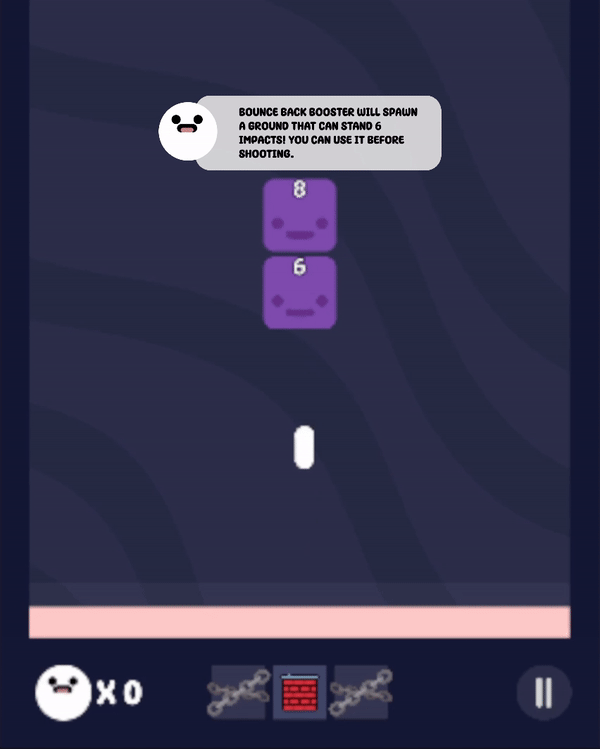 BOUNCE BACK BOOSTER WILL SPAWN
A GROUND THAT CAN STAND 6
IMPACTS! YOU CAN USE IT BEFORE
SHOOTING.
8
6
X 0